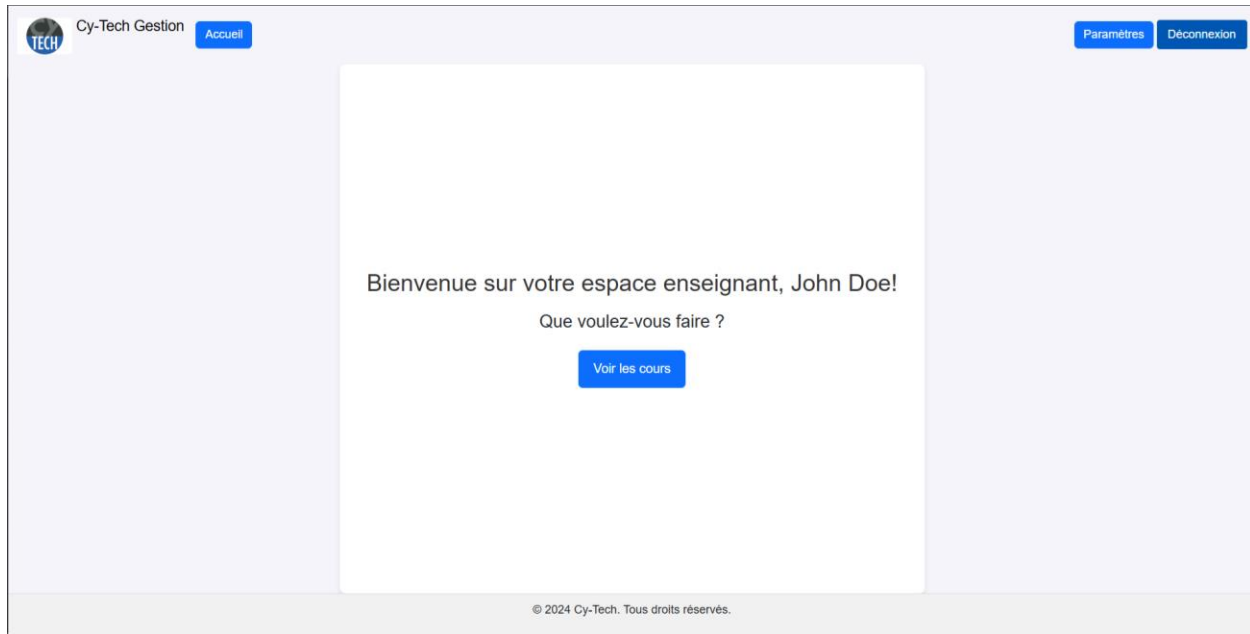 CY TECH
Cy-Tech Gestion
Accueil
Paramètres
Déconnexion
Bienvenue sur votre espace enseignant, John Doe!
Que voulez-vous faire ?
Voir les cours
© 2024 Cy-Tech. Tous droits réservés.